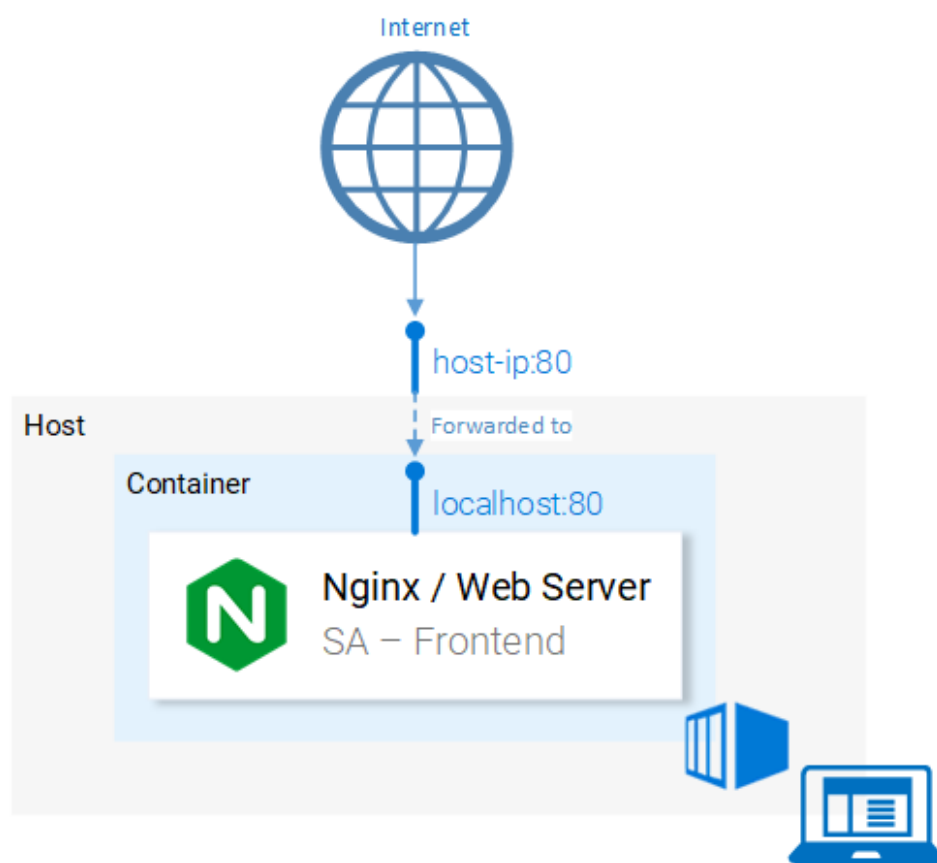 Internet
host-ip:80
Host
Forwarded to
Container
localhost:80
N
Nginx / Web Server
SA – Frontend